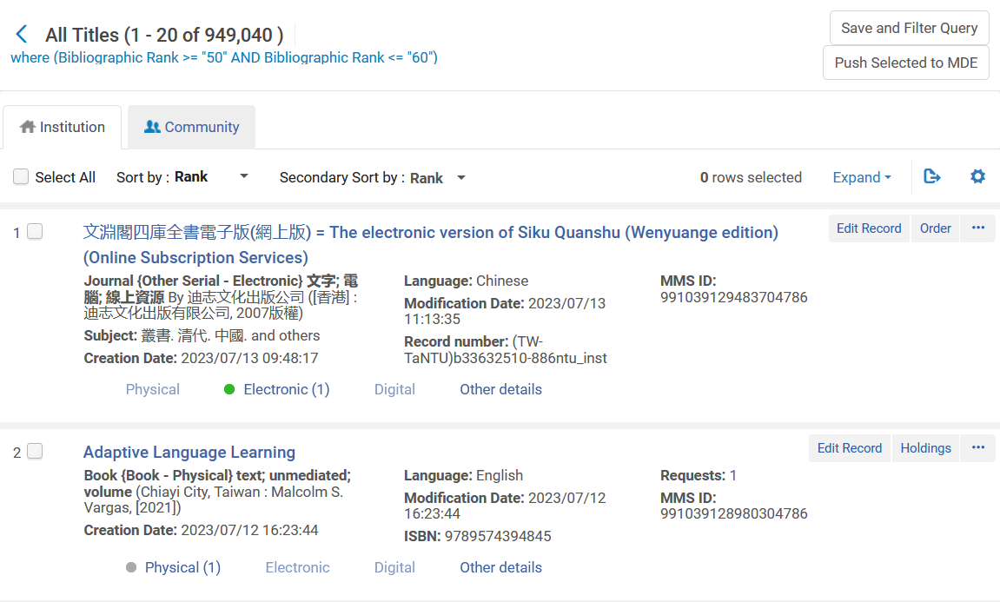 All Titles (1 - 20 of 949,040 )
where (Bibliographic Rank >= "50" AND Bibliographic Rank <= "60")
Save and Filter Query
Push Selected to MDE
Institution
Community
Select All
Sort by : Rank
Secondary Sort by : Rank
0 rows selected
Expand
1
文淵閣四庫全書電子版(網上版) = The electronic version of Siku Quanshu (Wenyuange edition)
(Online Subscription Services)
Edit Record
Order
Journal {Other Serial - Electronic} 文字; 電
腦; 線上資源 By 迪志文化出版公司 ([香港] :
迪志文化出版有限公司, 2007版權)
Subject: 叢書. 清代. 中國. and others
Creation Date: 2023/07/13 09:48:17
Language: Chinese
Modification Date: 2023/07/13
11:13:35
Record number: (TW-
TaNTU)b33632510-886ntu_inst
MMS ID:
991039129483704786
Physical
Electronic (1)
Digital
Other details
2
Adaptive Language Learning
Edit Record
Holdings
Book {Book - Physical} text; unmediated;
volume (Chiayi City, Taiwan : Malcolm S.
Vargas, [2021])
Creation Date: 2023/07/12 16:23:44
Language: English
Modification Date: 2023/07/12
16:23:44
ISBN: 9789574394845
Requests: 1
MMS ID:
991039128980304786
Physical (1)
Electronic
Digital
Other details